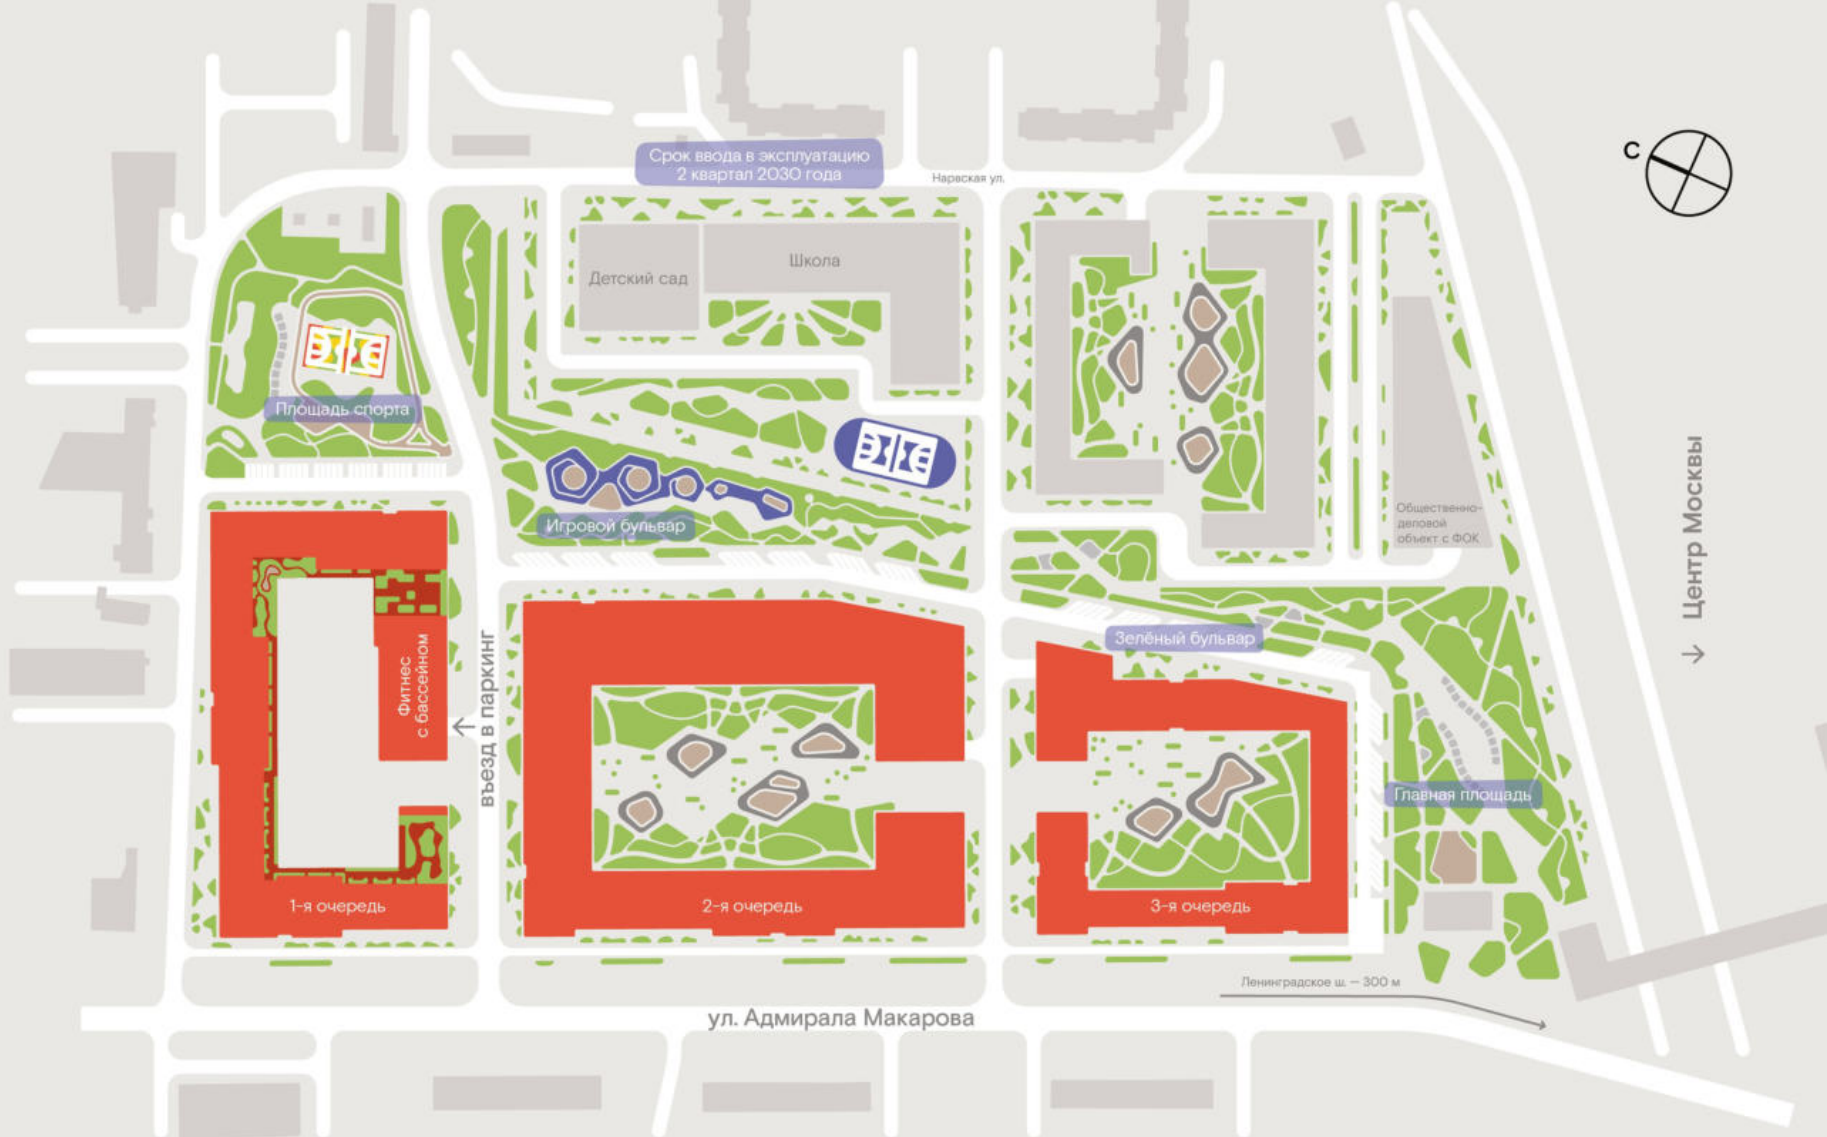 Срок ввода в эксплуатацию
2 квартал 2030 года
Нарвская ул.
С
Детский сад
Школа
Площадь спорта
Игровой бульвар
Общественно-
деловой
объект с ФОК
Центр Москвы
Зелёный бульвар
Фитнес
с бассейном
въезд в паркинг
Главная площадь
1-я очередь
2-я очередь
3-я очередь
Ленинградское ш. — 300 м
ул. Адмирала Макарова